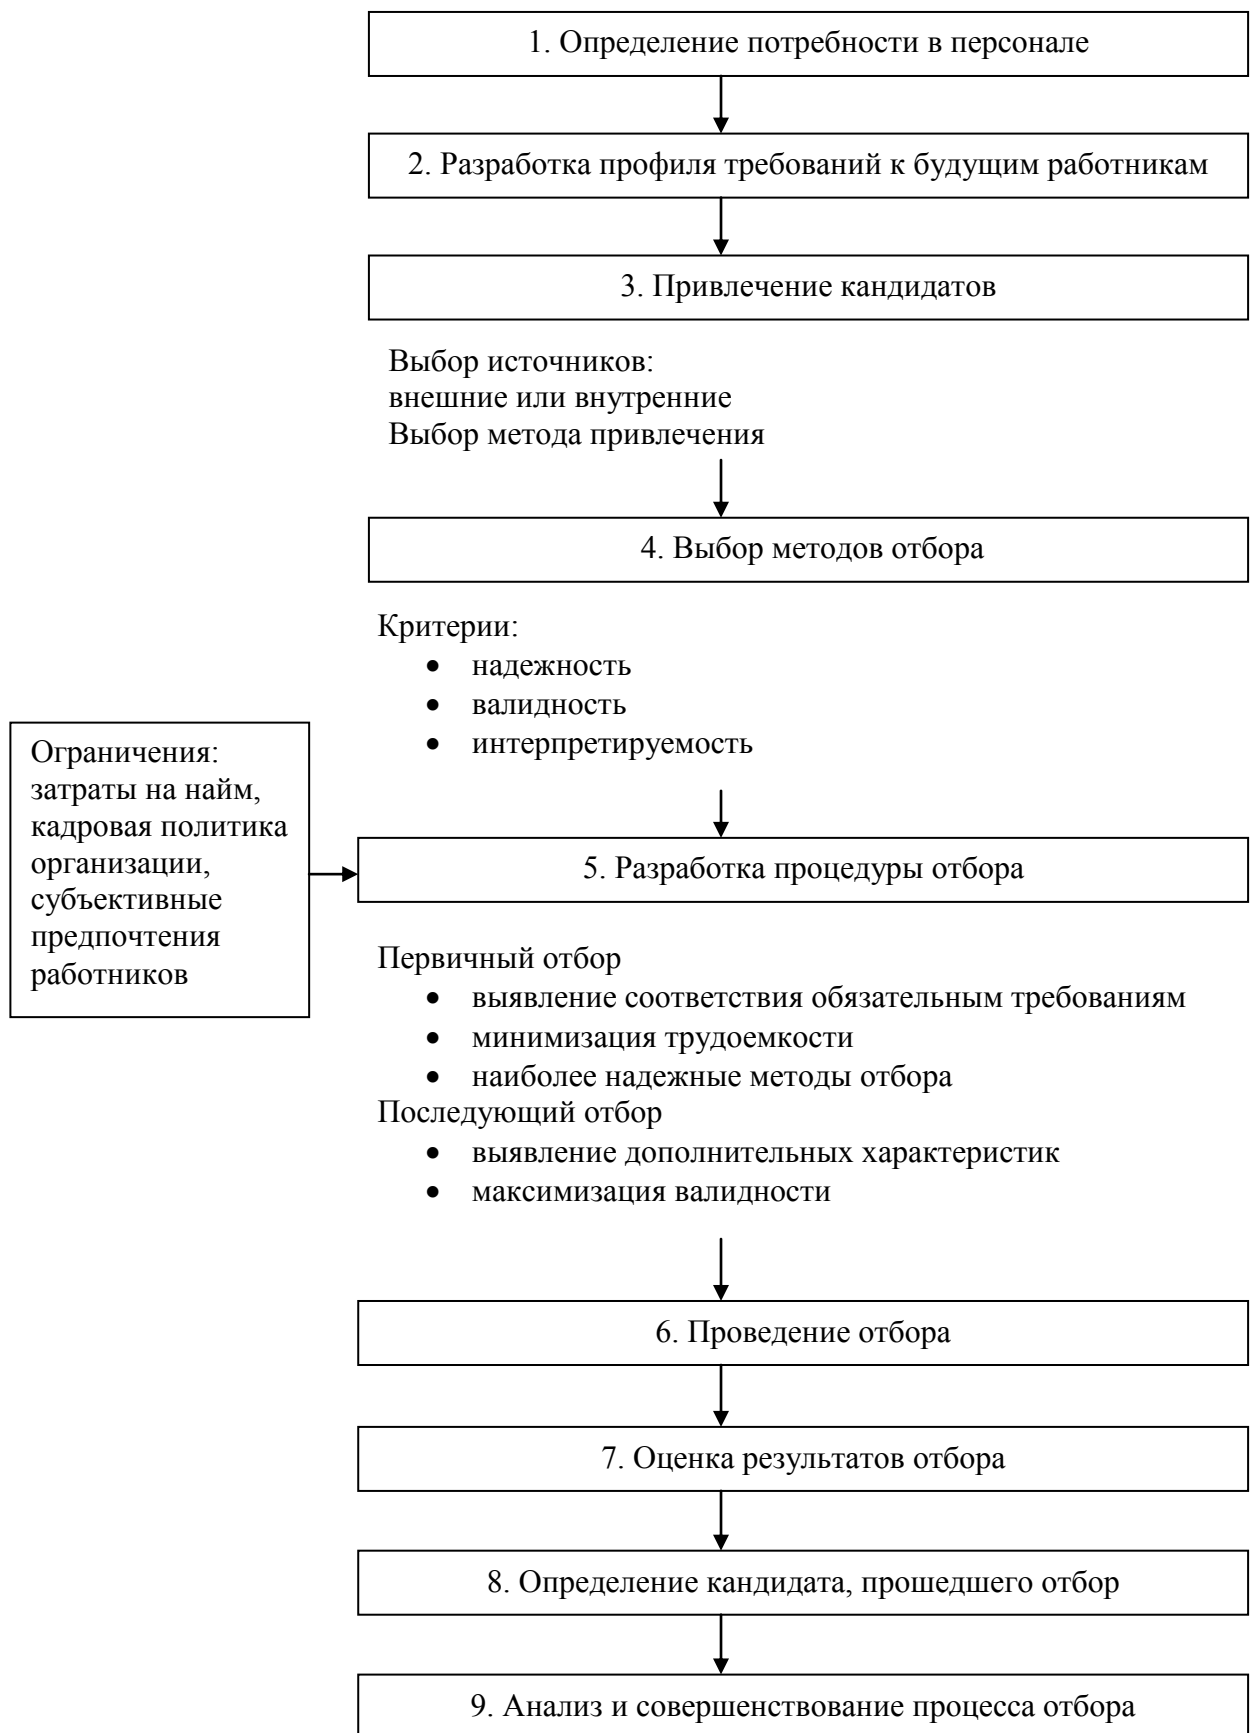 1. Определение потребности в персонале
2. Разработка профиля требований к будущим работникам
3. Привлечение кандидатов
Выбор источников:
внешние или внутренние
Выбор метода привлечения
4. Выбор методов отбора
Критерии:
• надежность
• валидность
• интерпретируемость
Ограничения:
затраты на найм,
кадровая политика
организации,
субъективные
предпочтения
работников
5. Разработка процедуры отбора
Первичный отбор
• выявление соответствия обязательным требованиям
• минимизация трудоемкости
• наиболее надежные методы отбора
Последующий отбор
• выявление дополнительных характеристик
• максимизация валидности
6. Проведение отбора
7. Оценка результатов отбора
8. Определение кандидата, прошедшего отбор
9. Анализ и совершенствование процесса отбора